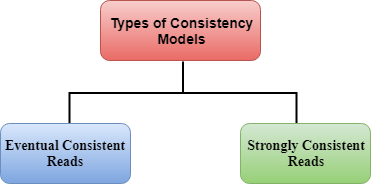 Types of Consistency
Models
Eventual Consistent
Reads
Strongly Consistent
Reads